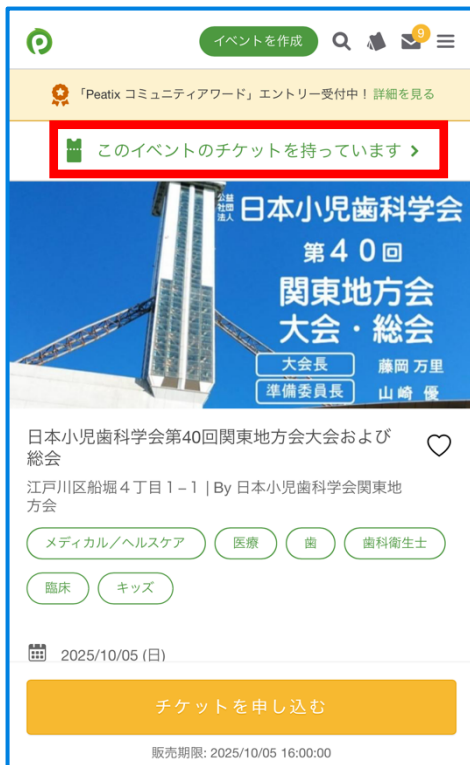 イベントを作成
9
「Peatix コミュニティアワード」エントリー受付中！ 詳細を見る
このイベントのチケットを持っています
公益
社団
法人
日本小児歯科学会
第40回
関東地方会
大会・総会
大会長 藤岡 万里
準備委員長 山崎 優
日本小児歯科学会第40回関東地方会大会および
総会
江戸川区船堀４丁目１−１ | By 日本小児歯科学会関東地
方会
メディカル／ヘルスケア 医療 歯 歯科衛生士
臨床 キッズ
2025/10/05 (日)
チケットを申し込む
販売期限: 2025/10/05 16:00:00